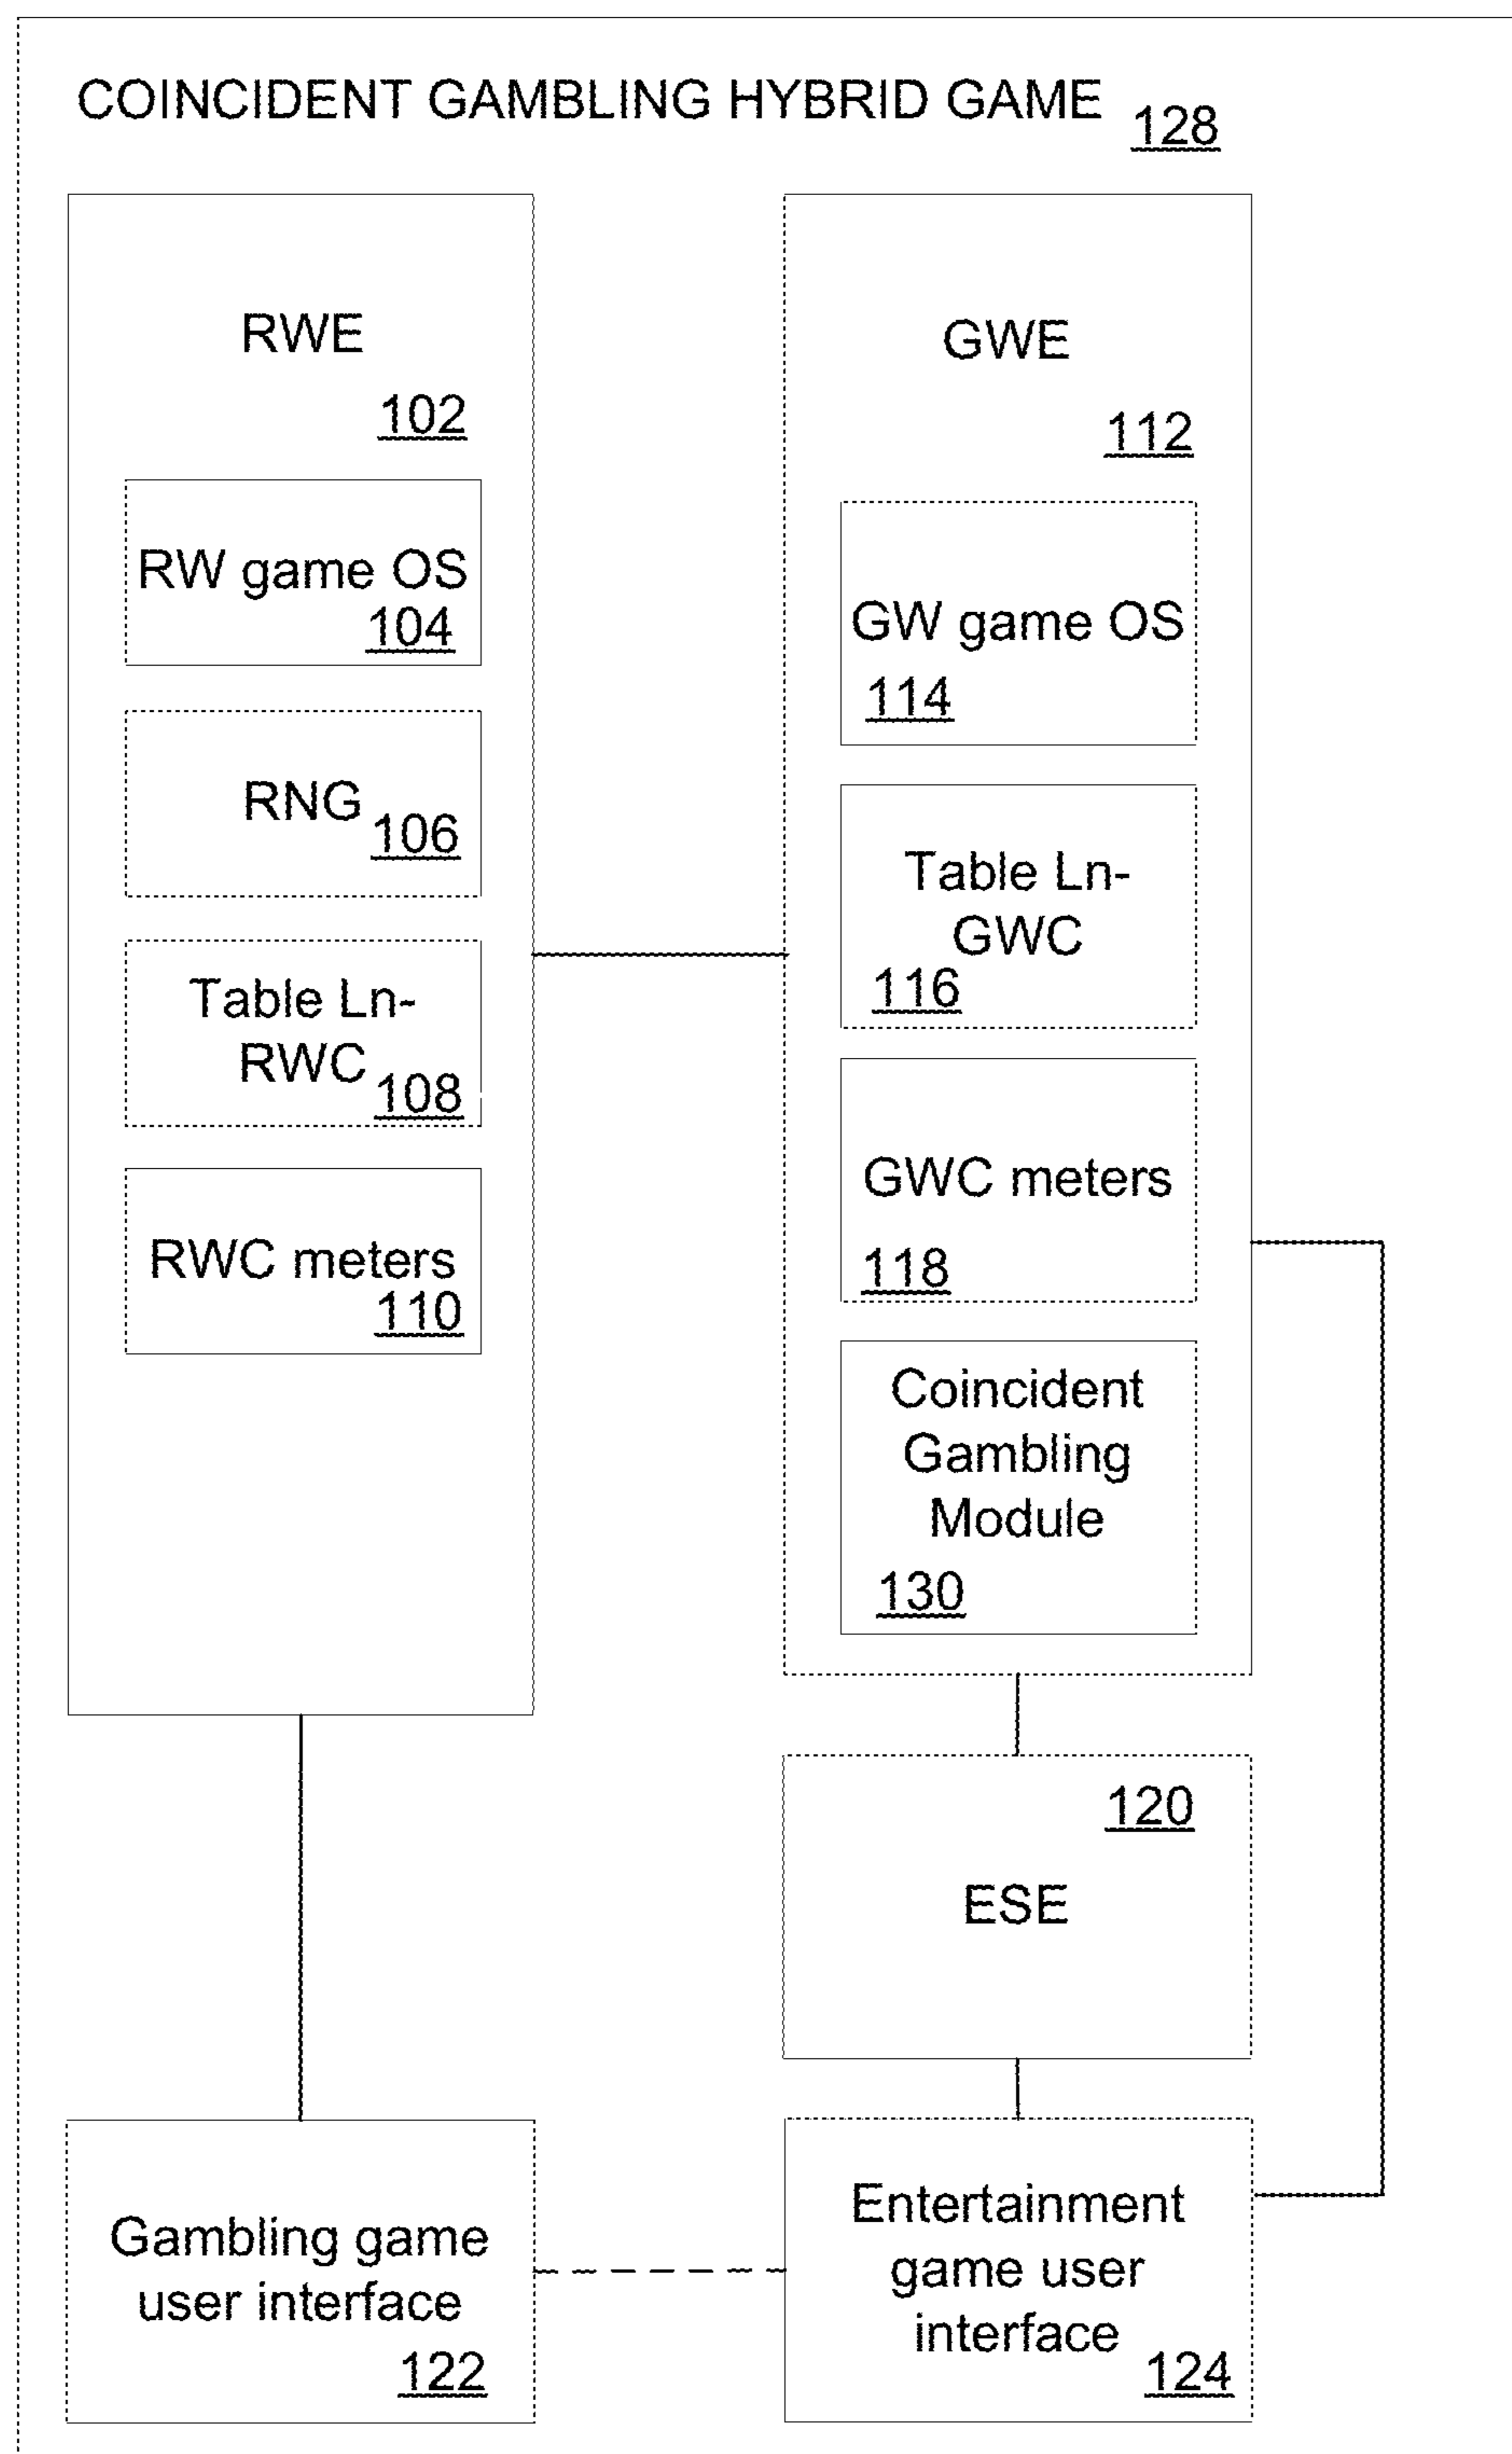 COINCIDENT GAMBLING HYBRID GAME 128
RWE
102
RW game OS
104
RNG 106
Table Ln-
RWC 108
RWC meters
110
GWE
112
GW game OS
114
Table Ln-
GWC
116
GWC meters
118
Coincident
Gambling
Module
130
120
ESE
Gambling game
user interface
122
Entertainment
game user
interface
124